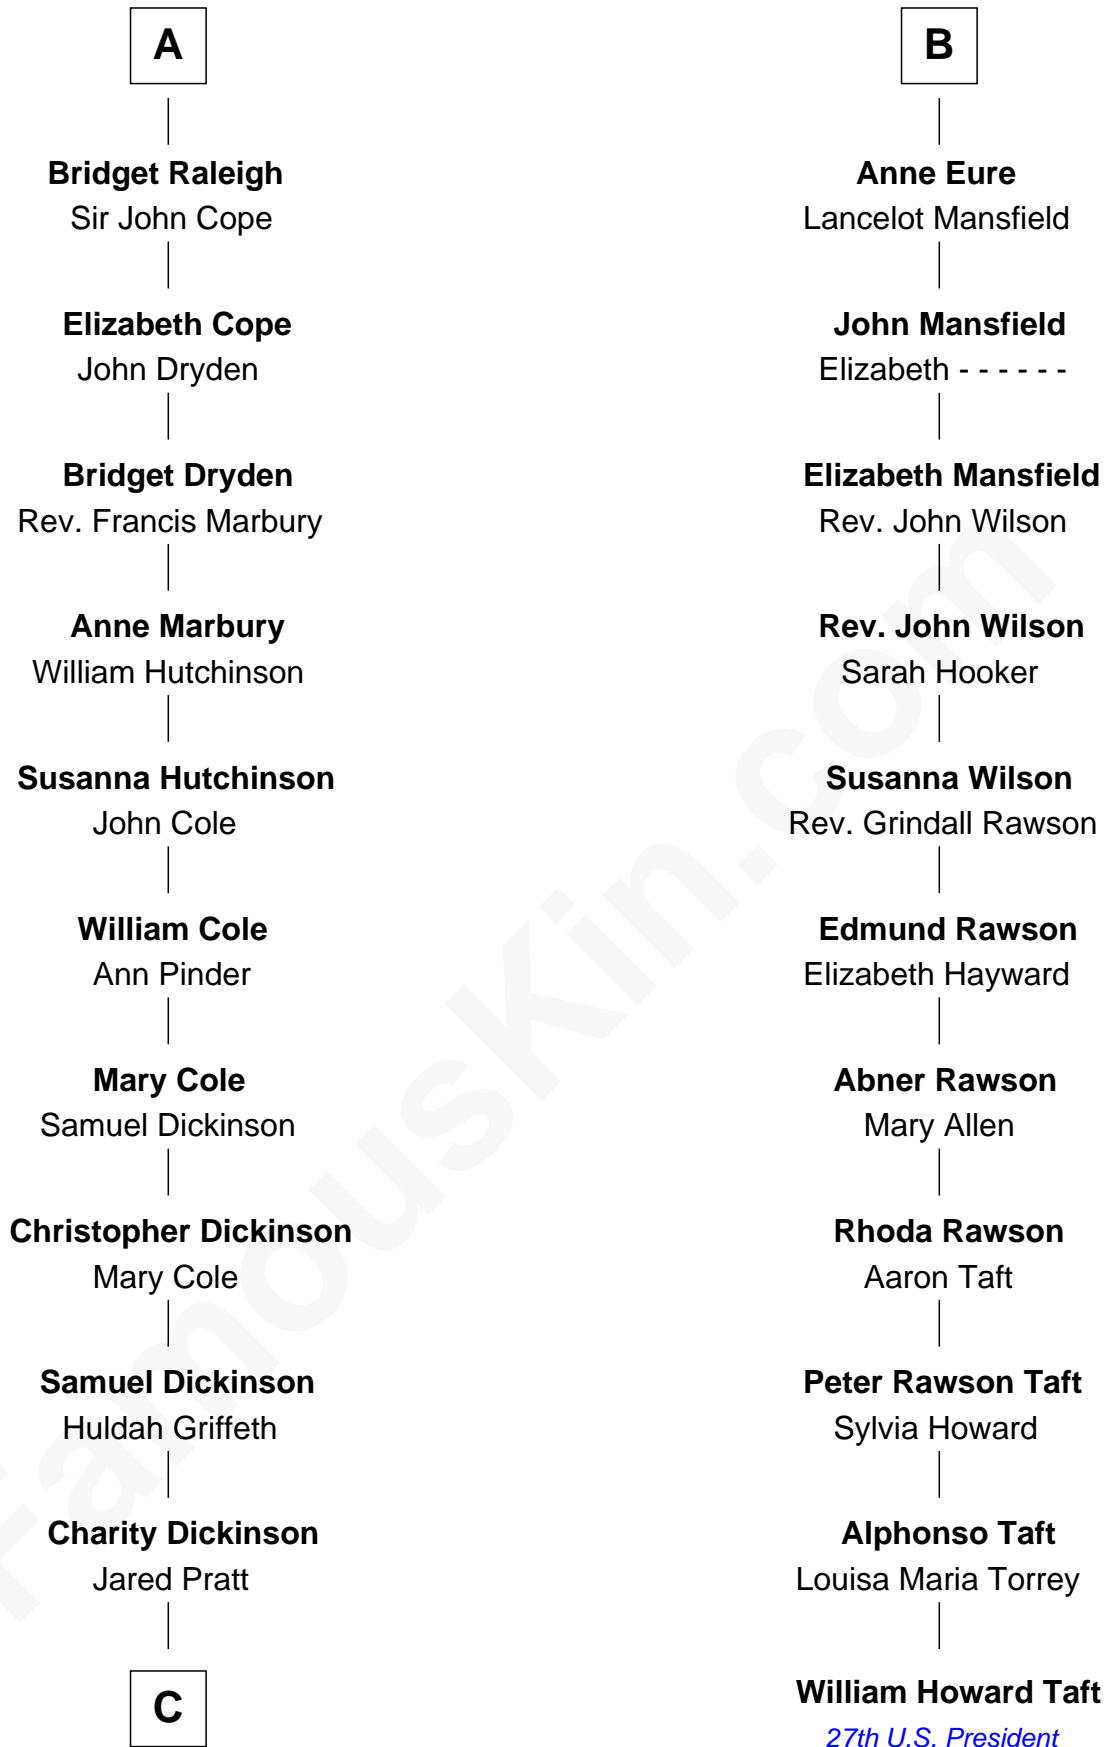 A
Bridget Raleigh
Sir John Cope
Elizabeth Cope
John Dryden
Bridget Dryden
Rev. Francis Marbury
Anne Marbury
William Hutchinson
Susanna Hutchinson
John Cole
William Cole
Ann Pinder
Mary Cole
Samuel Dickinson
Christopher Dickinson
Mary Cole
Samuel Dickinson
Huldah Griffeth
Charity Dickinson
Jared Pratt
C
B
Anne Eure
Lancelot Mansfield
John Mansfield
Elizabeth - - - - - -
Elizabeth Mansfield
Rev. John Wilson
Rev. John Wilson
Sarah Hooker
Susanna Wilson
Rev. Grindall Rawson
Edmund Rawson
Elizabeth Hayward
Abner Rawson
Mary Allen
Rhoda Rawson
Aaron Taft
Peter Rawson Taft
Sylvia Howard
Alphonso Taft
Louisa Maria Torrey
William Howard Taft
27th U.S. President
FamousKin.com